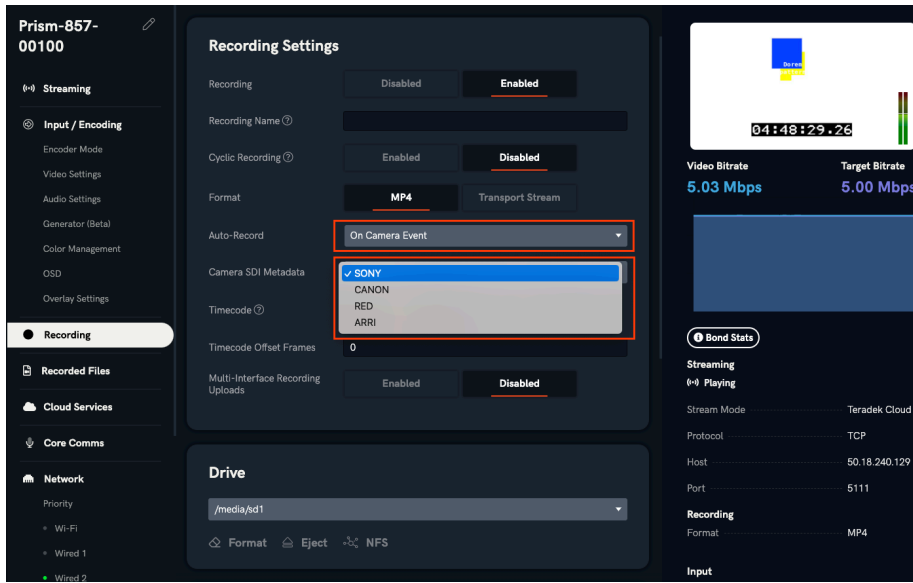 Prism-857-
00100
Streaming
Input / Encoding
Encoder Mode
Video Settings
Audio Settings
Generator (Beta)
Color Management
OSD
Overlay Settings
Recording
Recorded Files
Cloud Services
Core Comms
Network
Priority
Wi-Fi
Wired 1
Wired 2
Recording Settings
Recording Disabled Enabled
Recording Name ?
Cyclic Recording ? Enabled Disabled
Format MP4 Transport Stream
Auto-Record On Camera Event
Camera SDI Metadata ✓ SONY
CANON
RED
ARRI
Timecode ?
Timecode Offset Frames 0
Multi-Interface Recording
Uploads Enabled Disabled
Drive
/media/sd1
Format Eject NFS
Dores
04:48:29.26
Video Bitrate Target Bitrate
5.03 Mbps 5.00 Mbps
Bond Stats
Streaming
Playing
Stream Mode Teradek Cloud
Protocol TCP
Host 50.18.240.129
Port 5111
Recording
Format MP4
Input